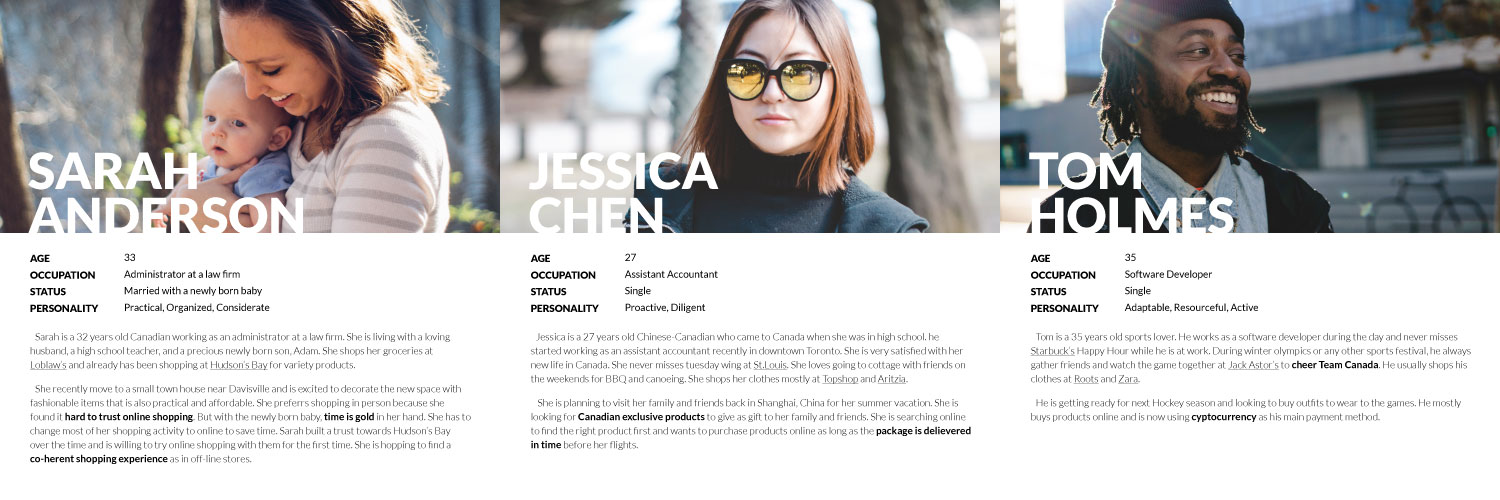 SARAH
ANDERSON
AGE 33
OCCUPATION Administrator at a law firm
STATUS Married with a newly born baby
PERSONALITY Practical, Organized, Considerate
Sarah is a 32 years old Canadian working as an administrator at a law firm. She is living with a loving
husband, a high school teacher, and a precious newly born son, Adam. She shops her groceries at
Loblaw's and already has been shopping at Hudson's Bay for variety products.
She recently move to a small town house near Davisville and is excited to decorate the new space with
fashionable items that is also practical and affordable. She preferrs shopping in person because she
found it hard to trust online shopping. But with the newly born baby, time is gold in her hand. She has to
change most of her shopping activity to online to save time. Sarah built a trust towards Hudson's Bay
over the time and is willing to try online shopping with them for the first time. She is hopping to find a
co-herent shopping experience as in off-line stores.
JESSICA
CHEN
AGE 27
OCCUPATION Assistant Accountant
STATUS Single
PERSONALITY Proactive, Diligent
Jessica is a 27 years old Chinese-Canadian who came to Canada when she was in high school. he
started working as an assistant accountant recently in downtown Toronto. She is very satisfied with her
new life in Canada. She never misses tuesday wing at St.Louis. She loves going to cottage with friends on
the weekends for BBQ and canoeing. She shops her clothes mostly at Topshop and Aritzia.
She is planning to visit her family and friends back in Shanghai, China for her summer vacation. She is
looking for Canadian exclusive products to give as gift to her family and friends. She is searching online
to find the right product first and wants to purchase products online as long as the package is delievered
in time before her flights.
TOM
HOLMES
AGE 35
OCCUPATION Software Developer
STATUS Single
PERSONALITY Adaptable, Resourceful, Active
Tom is a 35 years old sports lover. He works as a software developer during the day and never misses
Starbuck's Happy Hour while he is at work. During winter olympics or any other sports festival, he always
gather friends and watch the game together at Jack Astor's to cheer Team Canada. He usually shops his
clothes at Roots and Zara.
He is getting ready for next Hockey season and looking to buy outfits to wear to the games. He mostly
buys products online and is now using cyptocurrency as his main payment method.